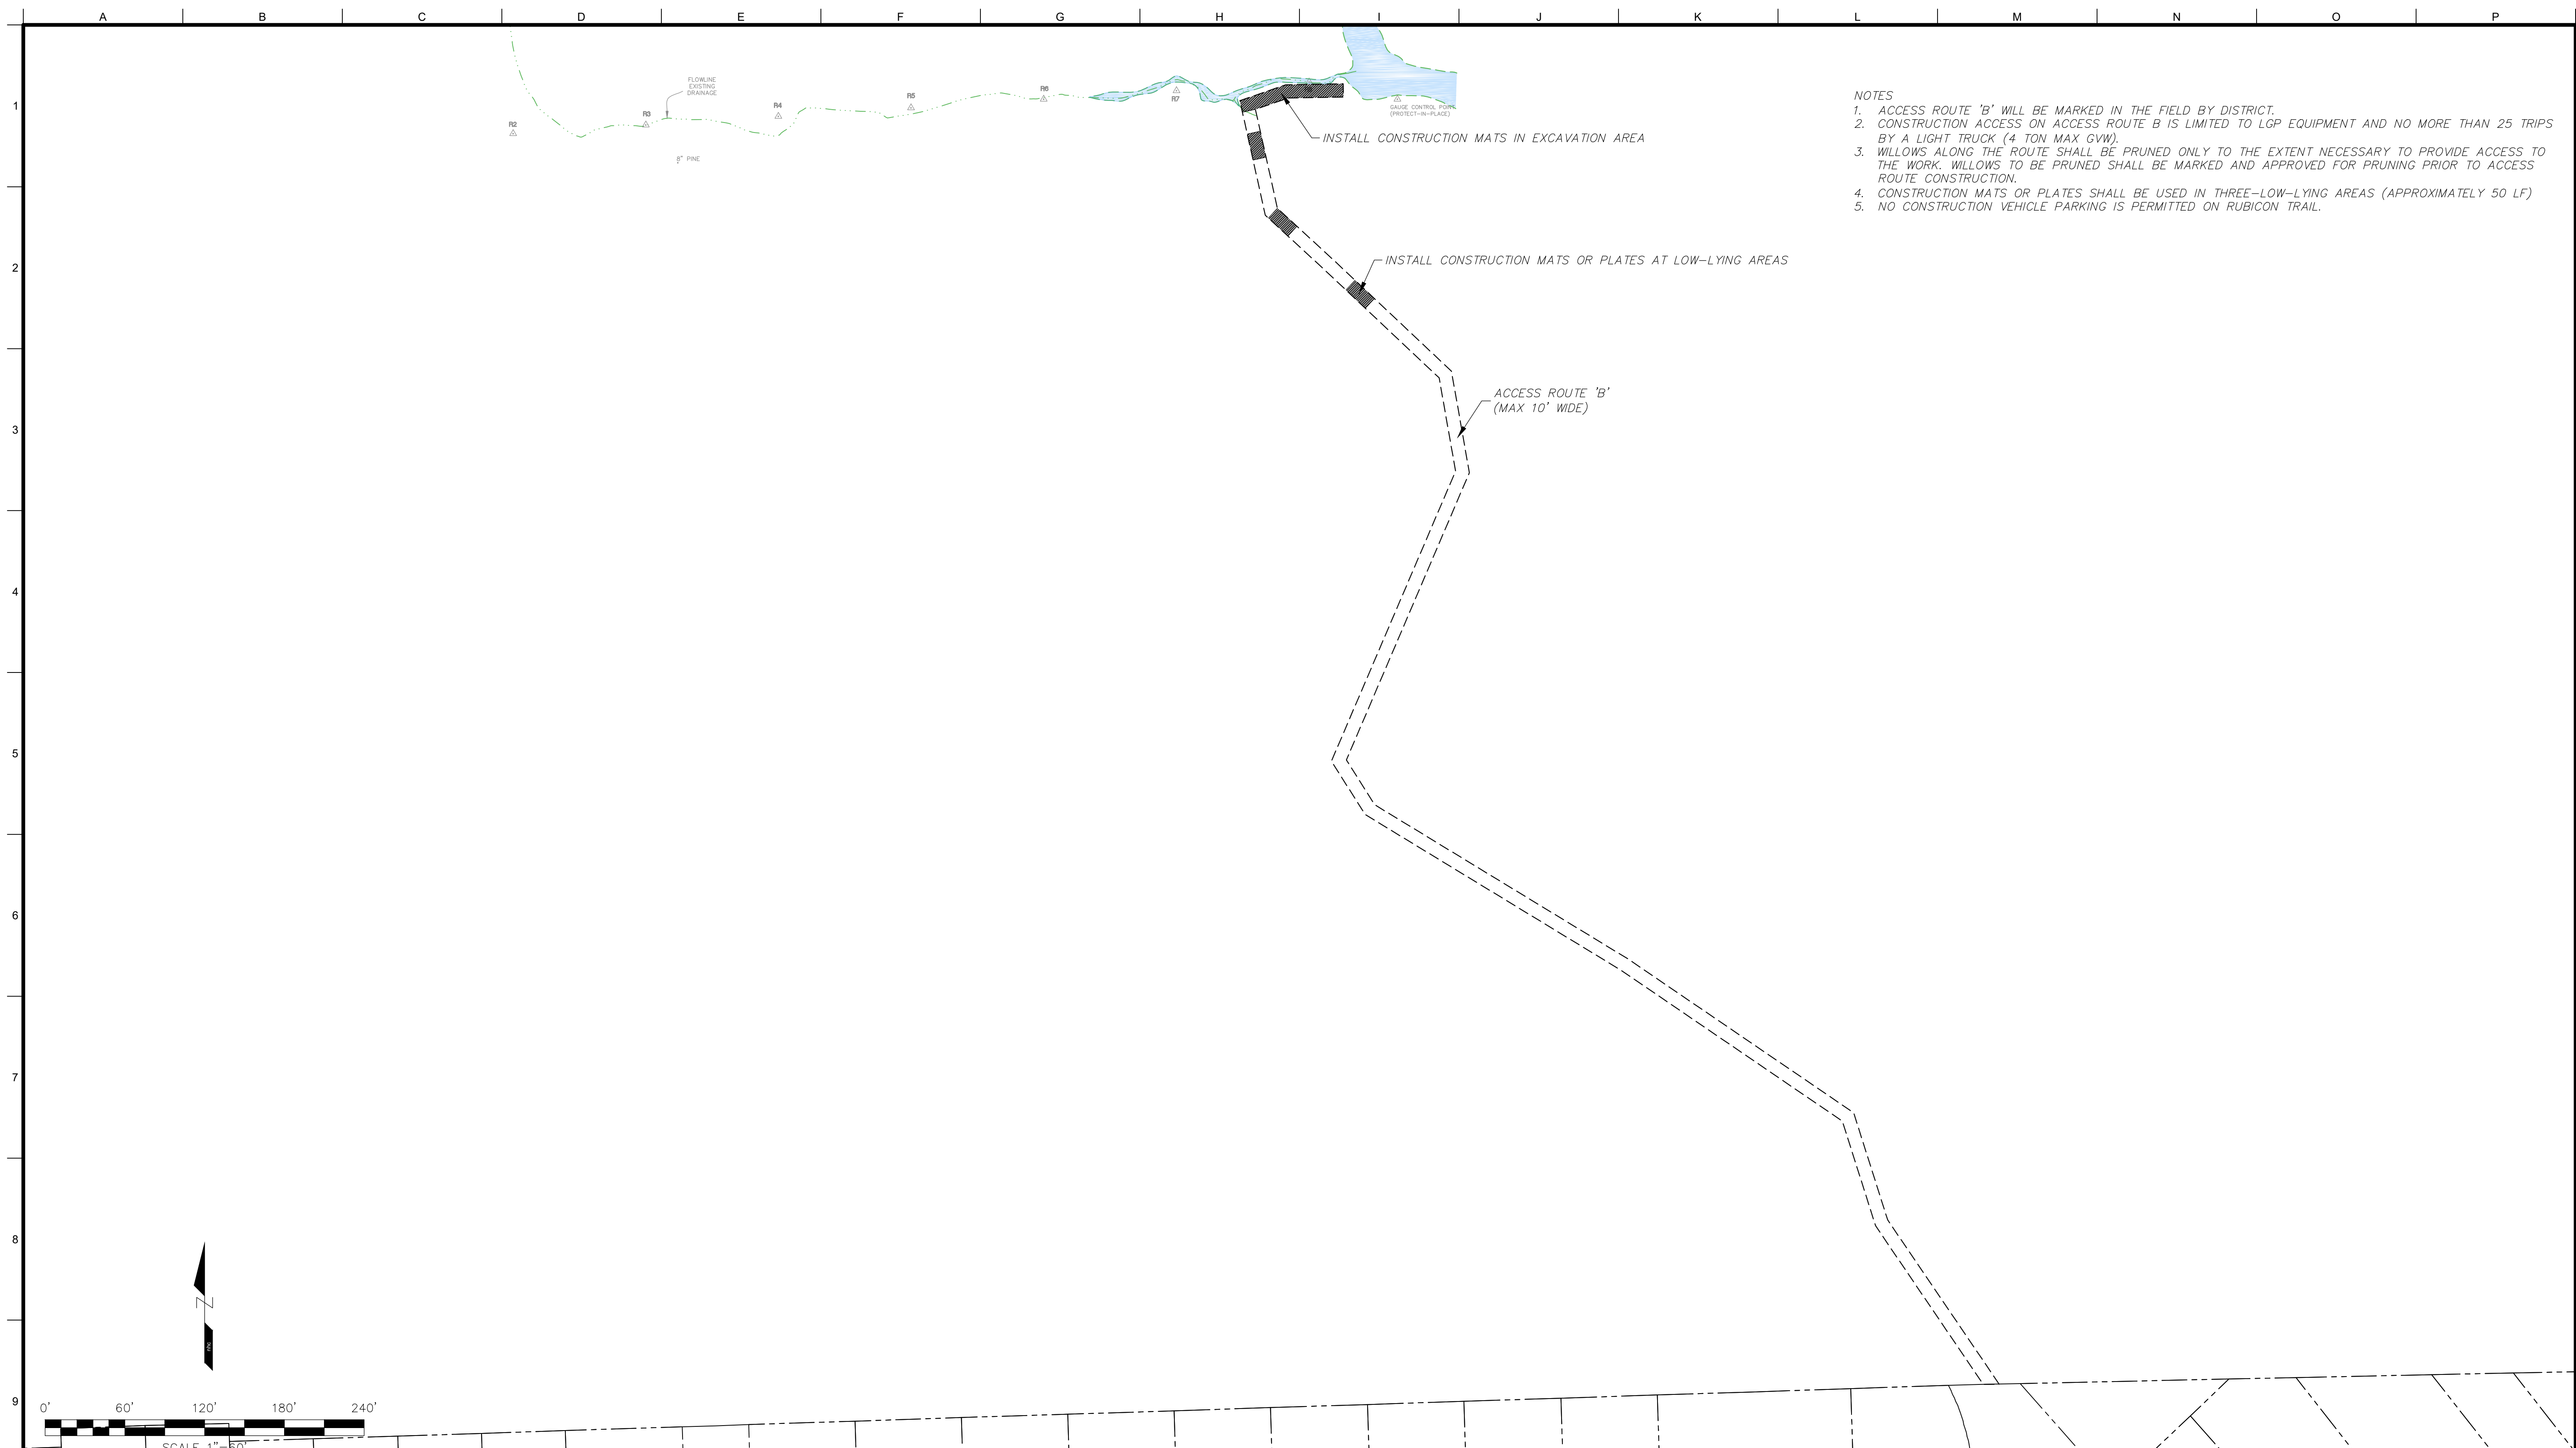 A B C D E F G H I J K L M N O P
1
2
3
4
5
6
7
8
9
FLOWLINE
EXISTING
DRAINAGE
R2
R3
R4
R5
R6
R7
R8
8" PINE
GAUGE CONTROL POINT
(PROTECT-IN-PLACE)
INSTALL CONSTRUCTION MATS IN EXCAVATION AREA
INSTALL CONSTRUCTION MATS OR PLATES AT LOW-LYING AREAS
ACCESS ROUTE 'B'
(MAX 10' WIDE)
NOTES
1. ACCESS ROUTE 'B' WILL BE MARKED IN THE FIELD BY DISTRICT.
2. CONSTRUCTION ACCESS ON ACCESS ROUTE B IS LIMITED TO LGP EQUIPMENT AND NO MORE THAN 25 TRIPS
BY A LIGHT TRUCK (4 TON MAX GVW).
3. WILLOWS ALONG THE ROUTE SHALL BE PRUNED ONLY TO THE EXTENT NECESSARY TO PROVIDE ACCESS TO
THE WORK. WILLOWS TO BE PRUNED SHALL BE MARKED AND APPROVED FOR PRUNING PRIOR TO ACCESS
ROUTE CONSTRUCTION.
4. CONSTRUCTION MATS OR PLATES SHALL BE USED IN THREE-LOW-LYING AREAS (APPROXIMATELY 50 LF)
5. NO CONSTRUCTION VEHICLE PARKING IS PERMITTED ON RUBICON TRAIL.
Z
0' 60' 120' 180' 240'
SCALE 1"=60'